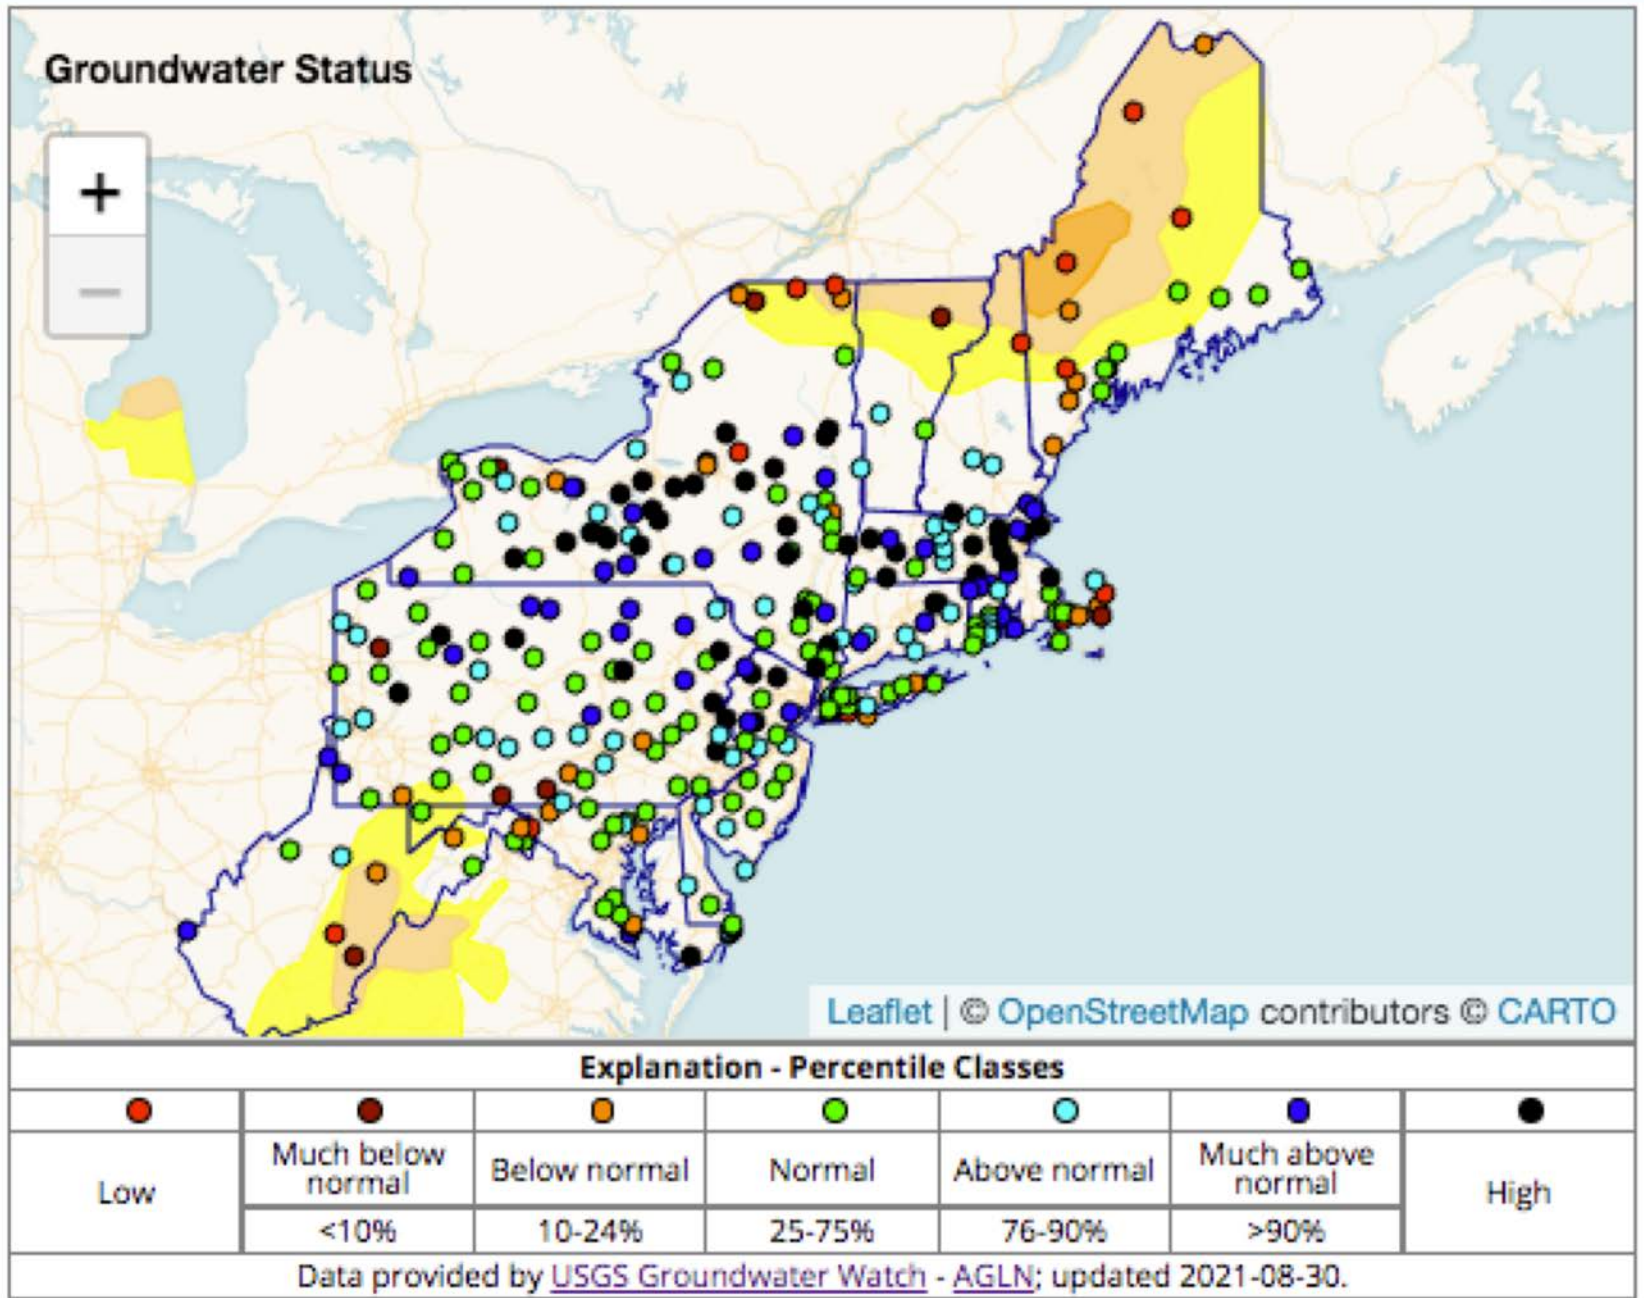 Groundwater Status
+
−
Leaflet | © OpenStreetMap contributors © CARTO
Explanation - Percentile Classes
Low
Much below normal
Below normal
Normal
Above normal
Much above normal
High
<10%
10-24%
25-75%
76-90%
>90%
Data provided by USGS Groundwater Watch - AGLN; updated 2021-08-30.